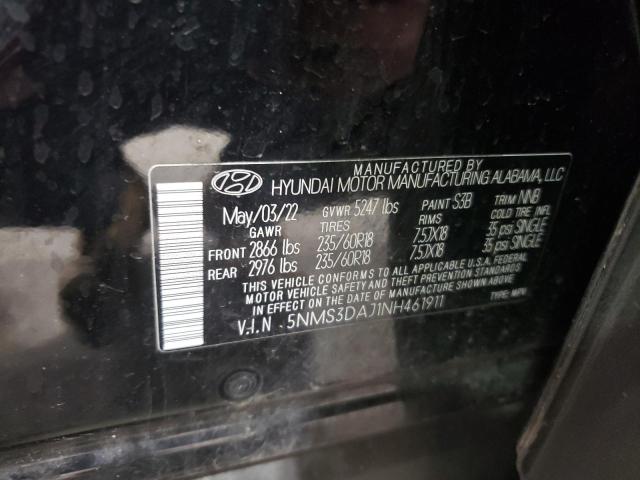 MANUFACTURED BY
HYUNDAI MOTOR MANUFACTURING ALABAMA, LLC
May/03/22 GVWR 5247 lbs PAINT S3B TRIM NNB
GAWR TIRES RIMS COLD TIRE INFL
FRONT 2866 lbs 235/60R18 7.5JX18 35 psi SINGLE
REAR 2976 lbs 235/60R18 7.5JX18 35 psi SINGLE
THIS VEHICLE CONFORMS TO ALL APPLICABLE U.S.A. FEDERAL
MOTOR VEHICLE SAFETY AND THEFT PREVENTION STANDARDS
IN EFFECT ON THE DATE OF MANUFACTURE SHOWN ABOVE.
V.I.N 5NMS3DAJ1NH461911 TYPE: MPV